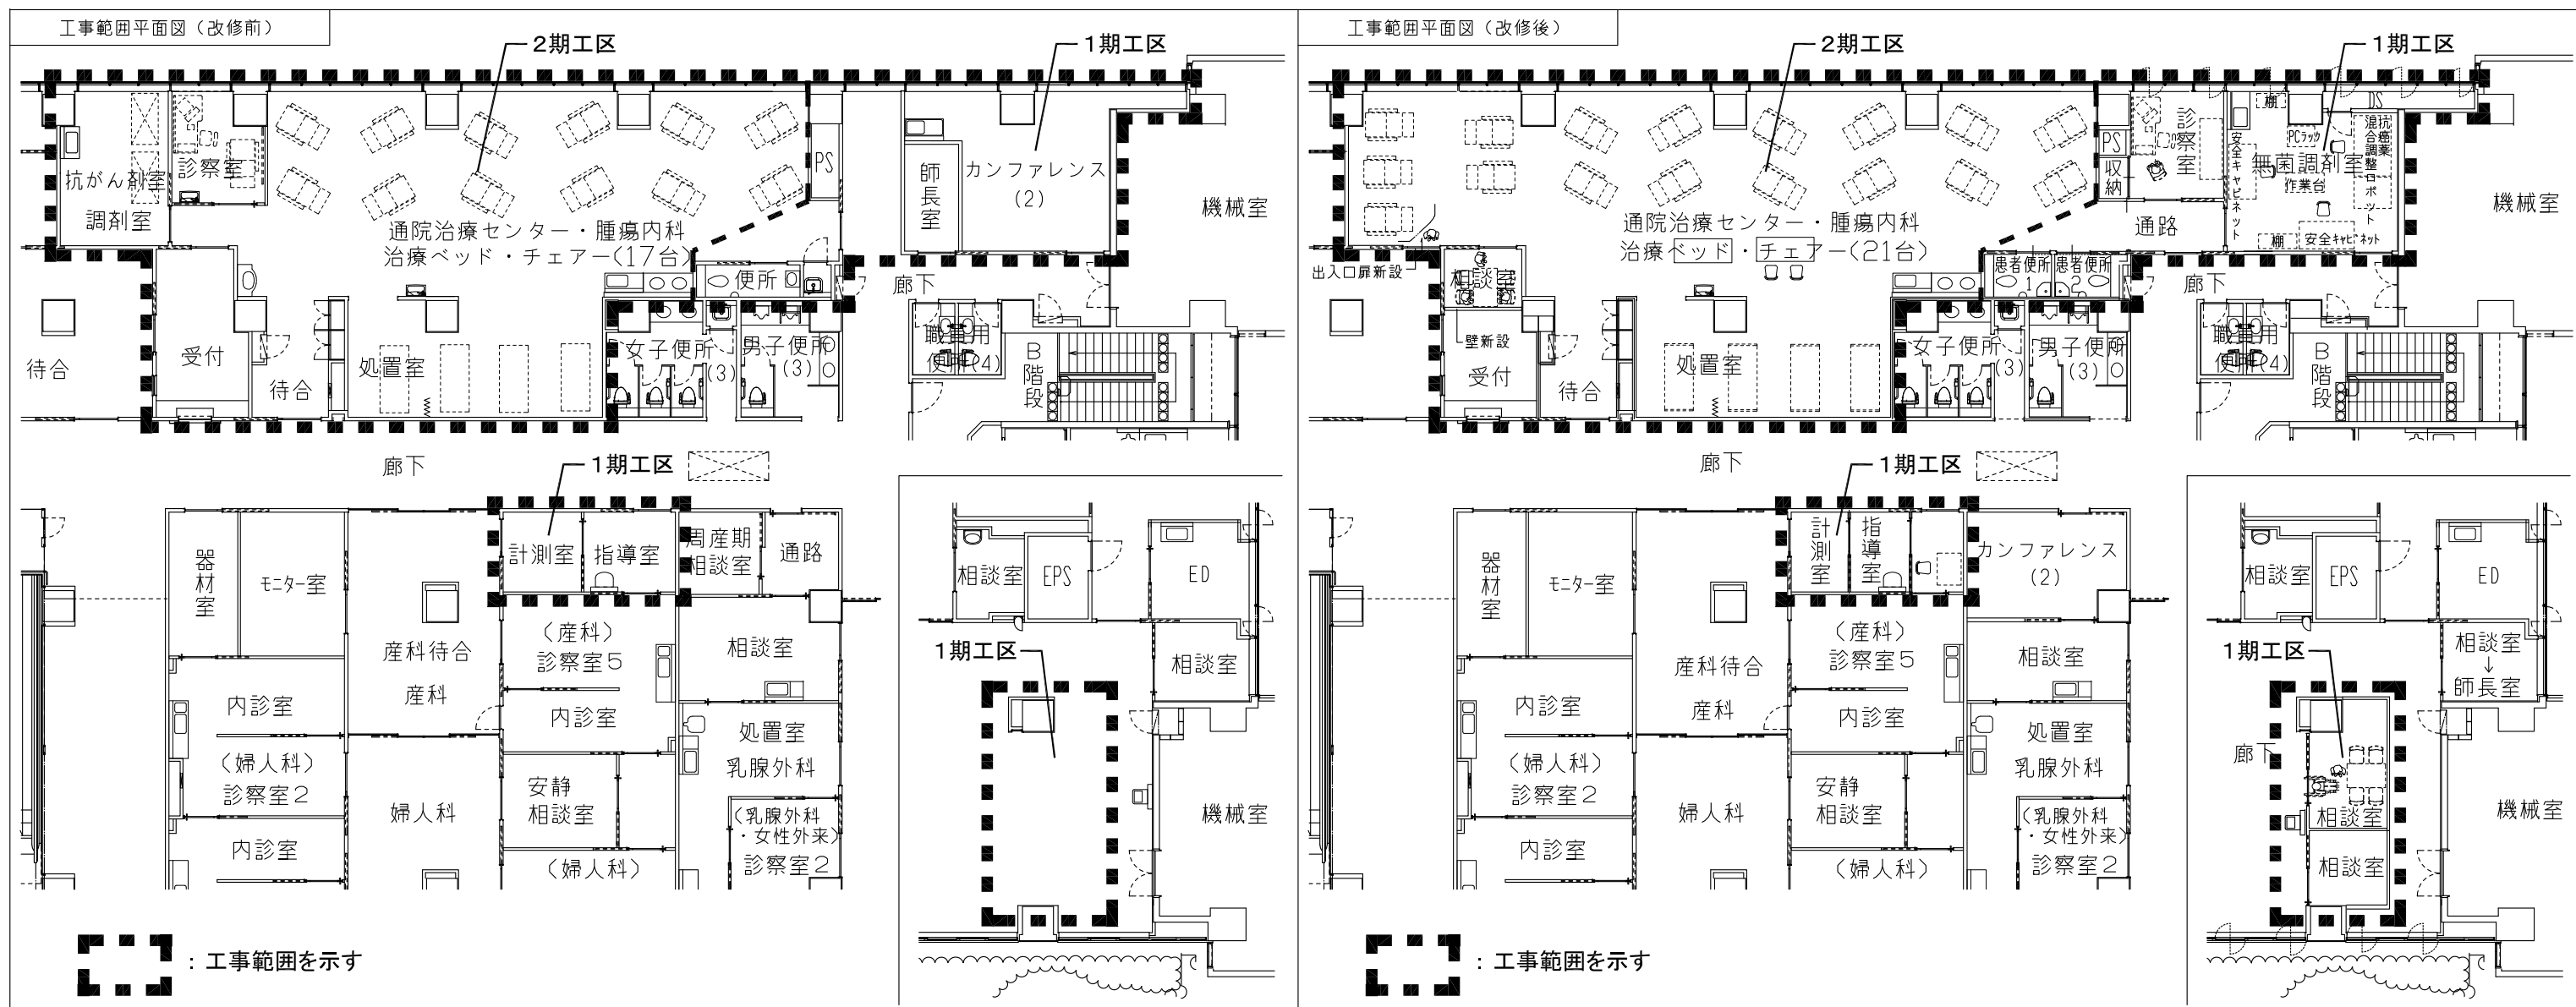 工事範囲平面図（改修前）
2期工区
1期工区
抗がん剤室
調剤室
診察室
PS
師長室
カンファレンス
(2)
機械室
通院治療センター・腫瘍内科
治療ベッド・チェアー(17台)
便所
廊下
待合
受付
待合
処置室
女子便所
(3)
男子便所
(3)
職員用
便所(4)
B階段
廊下
1期工区
器材室
モニター室
計測室
指導室
周産期
相談室
通路
産科待合
産科
(産科)
診察室5
内診室
相談室
内診室
(婦人科)
診察室2
内診室
婦人科
安静
相談室
(婦人科)
処置室
乳腺外科
(乳腺外科
・女性外来)
診察室2
相談室
EPS
ED
1期工区
相談室
機械室
：工事範囲を示す
工事範囲平面図（改修後）
2期工区
1期工区
PS
収納
診察室
棚
DS
PCラック
抗癌薬
混合調整ロボット
安全キャビネット
無菌調剤室
作業台
棚
安全キャビネット
通路
機械室
通院治療センター・腫瘍内科
治療ベッド・チェアー(21台)
出入口扉新設
相談室
患者便所
1
患者便所
2
廊下
壁新設
受付
待合
処置室
女子便所
(3)
男子便所
(3)
職員用
便所(4)
B階段
廊下
1期工区
器材室
モニター室
計測室
指導室
カンファレンス
(2)
産科待合
産科
(産科)
診察室5
内診室
相談室
内診室
(婦人科)
診察室2
内診室
婦人科
安静
相談室
(婦人科)
処置室
乳腺外科
(乳腺外科
・女性外来)
診察室2
相談室
EPS
ED
1期工区
相談室
↓
師長室
廊下
相談室
相談室
機械室
：工事範囲を示す